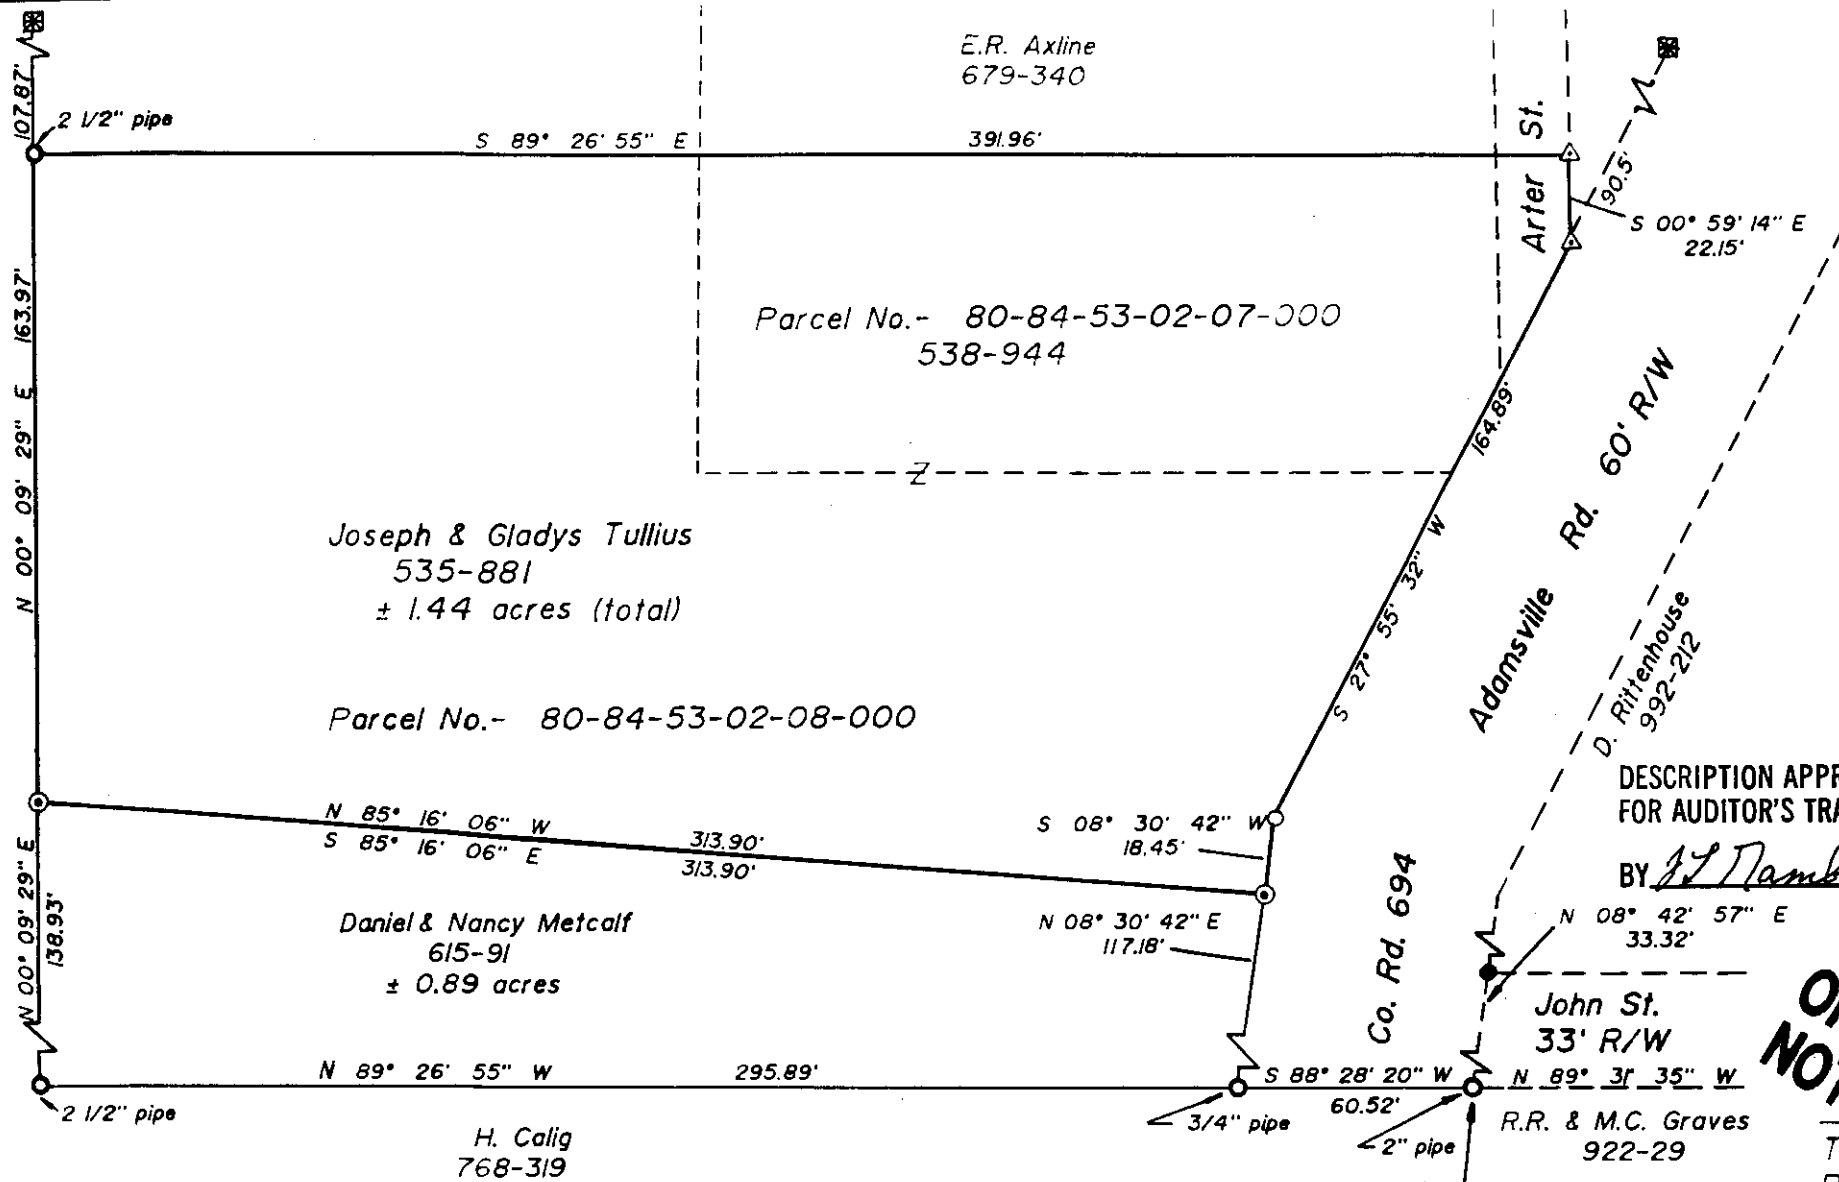 E.R. Axline
679-340
107.87'
2 1/2" pipe
S 89° 26' 55" E
391.96'
Arter St.
90.5'
S 00° 59' 14" E
22.15'
N 00° 09' 29" E 163.97'
Parcel No.- 80-84-53-02-07-000
538-944
164.89'
S 27° 55' 32" W
Adamsville Rd. 60' R/W
Joseph & Gladys Tullius
535-881
± 1.44 acres (total)
D. Rittenhouse
992-212
Parcel No.- 80-84-53-02-08-000
DESCRIPTION APPR
FOR AUDITOR'S TRA
BY
N 85° 16' 06" W
313.90'
S 85° 16' 06" E
313.90'
S 08° 30' 42" W
18.45'
N 00° 09' 29" E
138.93'
Daniel & Nancy Metcalf
615-91
± 0.89 acres
N 08° 30' 42" E
117.18'
Co. Rd. 694
N 08° 42' 57" E
33.32'
John St.
33' R/W
NOT
N 89° 26' 55" W
295.89'
S 88° 28' 20" W
60.52'
N 89° 31' 35" W
2 1/2" pipe
3/4" pipe
2" pipe
R.R. & M.C. Graves
922-29
H. Calig
768-319